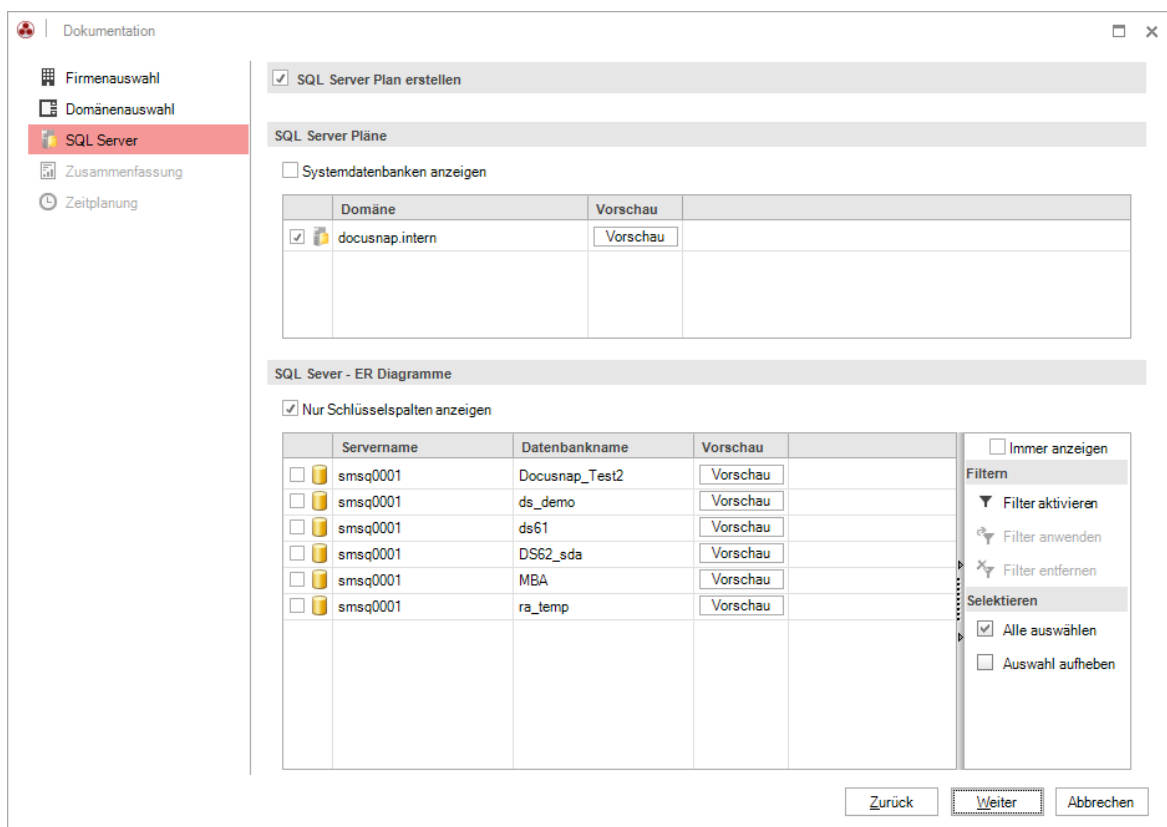 Dokumentation
Firmenauswahl
Domänenauswahl
SQL Server
Zusammenfassung
Zeitplanung
SQL Server Plan erstellen
SQL Server Pläne
Systemdatenbanken anzeigen
Domäne Vorschau
docusnap.intern Vorschau
SQL Sever - ER Diagramme
Nur Schlüsselspalten anzeigen
Servername Datenbankname Vorschau
smsq0001 Docusnap_Test2 Vorschau
smsq0001 ds_demo Vorschau
smsq0001 ds61 Vorschau
smsq0001 DS62_sda Vorschau
smsq0001 MBA Vorschau
smsq0001 ra_temp Vorschau
Immer anzeigen
Filtern
Filter aktivieren
Filter anwenden
Filter entfernen
Selektieren
Alle auswählen
Auswahl aufheben
Zurück Weiter Abbrechen